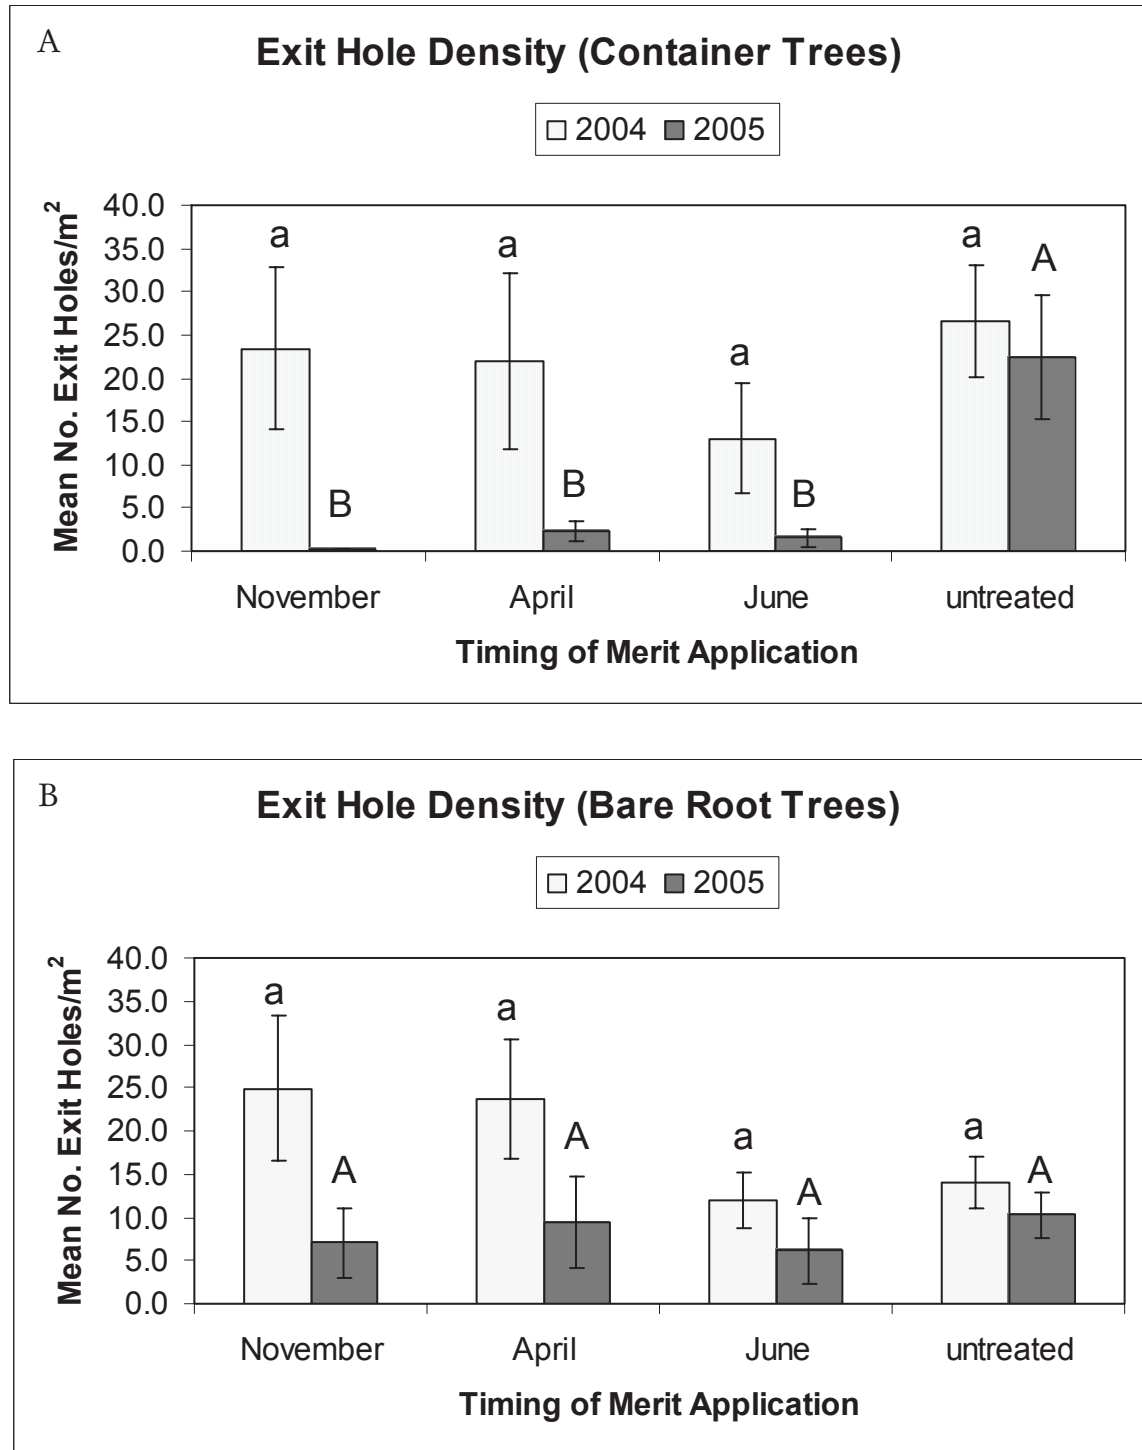 A
Exit Hole Density (Container Trees)
2004 2005
Mean No. Exit Holes/m²
40.0
35.0
30.0
25.0
20.0
15.0
10.0
5.0
0.0
a
B
a
B
a
B
a
A
November April June untreated
Timing of Merit Application
B
Exit Hole Density (Bare Root Trees)
2004 2005
Mean No. Exit Holes/m²
40.0
35.0
30.0
25.0
20.0
15.0
10.0
5.0
0.0
a
A
a
A
a
A
a
A
November April June untreated
Timing of Merit Application